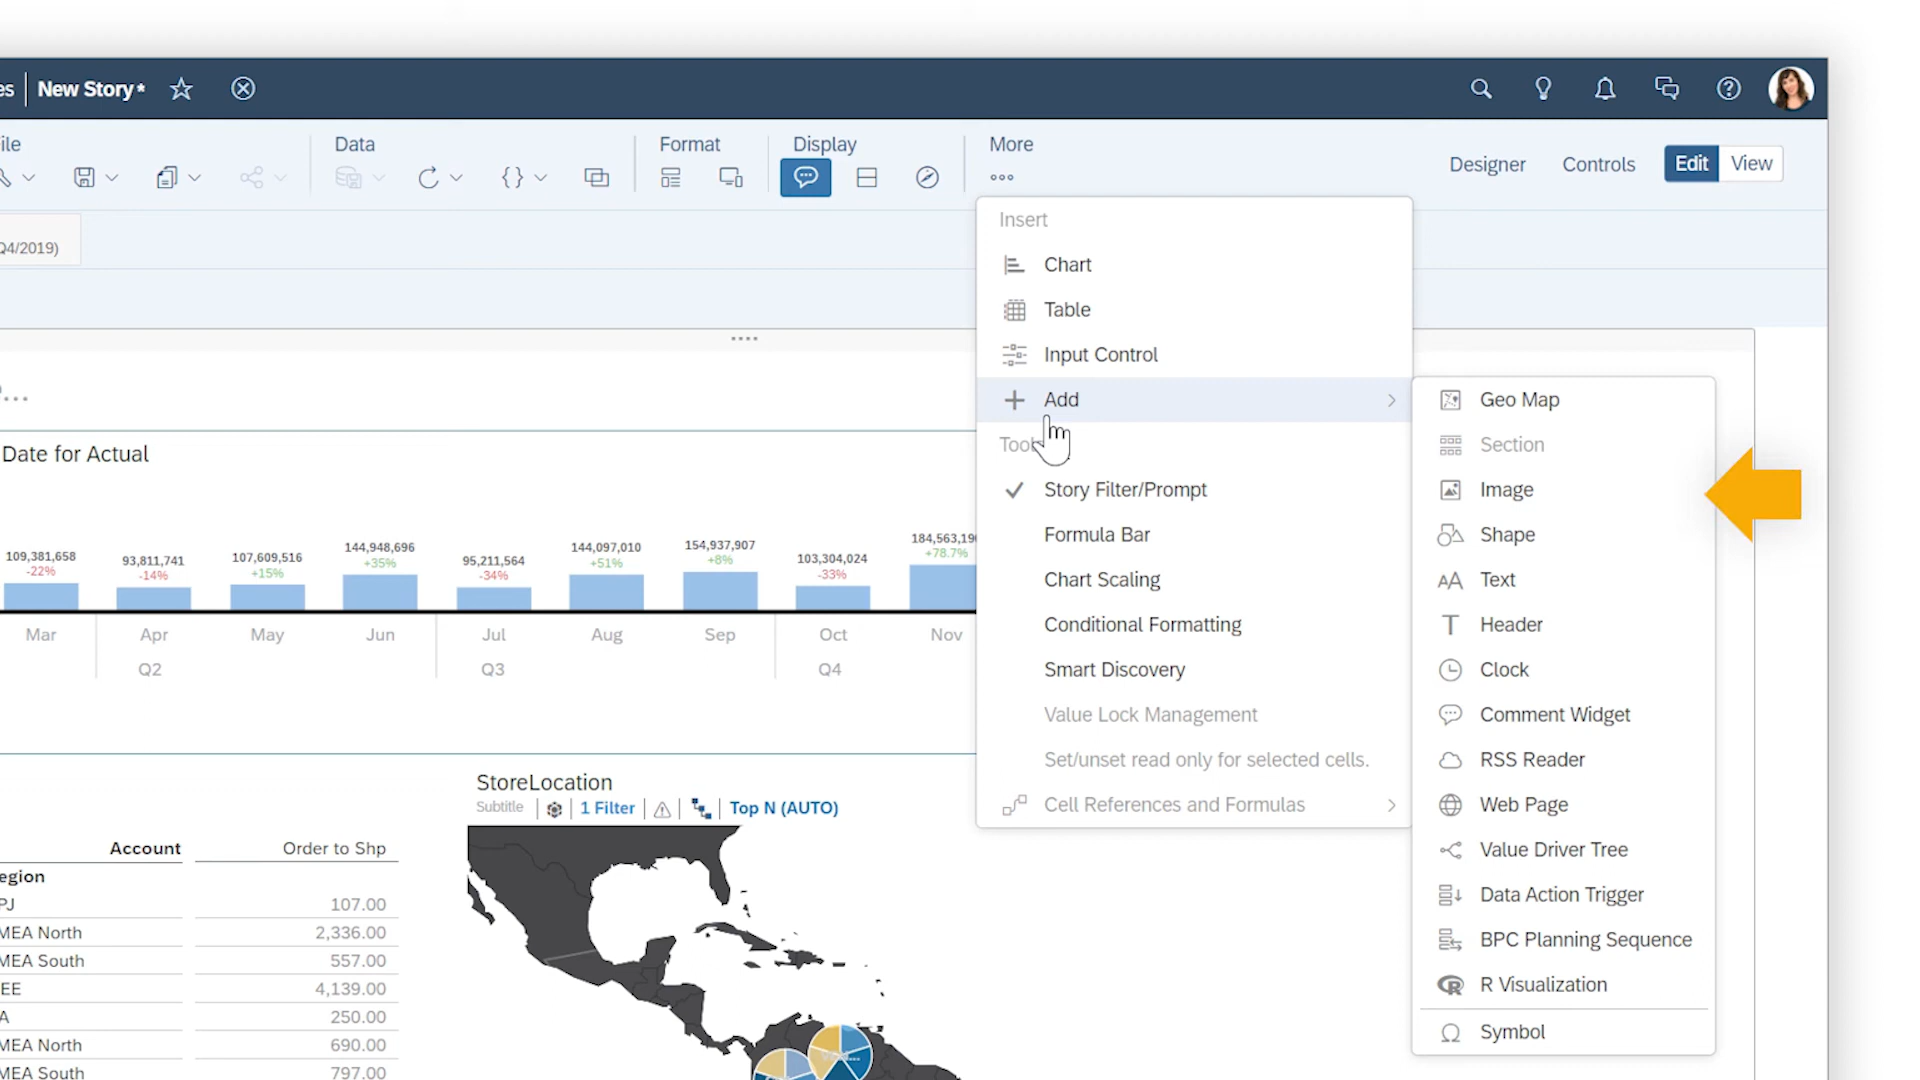 es | New Story*
ile
Data
Format
Display
More
Designer
Controls
Edit
View
Q4/2019)
Insert
Chart
Table
Input Control
Add
Tool
Story Filter/Prompt
Formula Bar
Chart Scaling
Conditional Formatting
Smart Discovery
Value Lock Management
Set/unset read only for selected cells.
Cell References and Formulas
Geo Map
Section
Image
Shape
Text
Header
Clock
Comment Widget
RSS Reader
Web Page
Value Driver Tree
Data Action Trigger
BPC Planning Sequence
R Visualization
Symbol
...
Date for Actual
109,381,658
-22%
93,811,741
-14%
107,609,516
+15%
144,948,696
+35%
95,211,564
-34%
144,097,010
+51%
154,937,907
+8%
103,304,024
-33%
184,563,19
+78.7%
Mar Apr May Jun Jul Aug Sep Oct Nov
Q2 Q3 Q4
StoreLocation
Subtitle | 1 Filter | Top N (AUTO)
Account Order to Shp
egion
PJ 107.00
MEA North 2,336.00
MEA South 557.00
EE 4,139.00
A 250.00
MEA North 690.00
MEA South 797.00